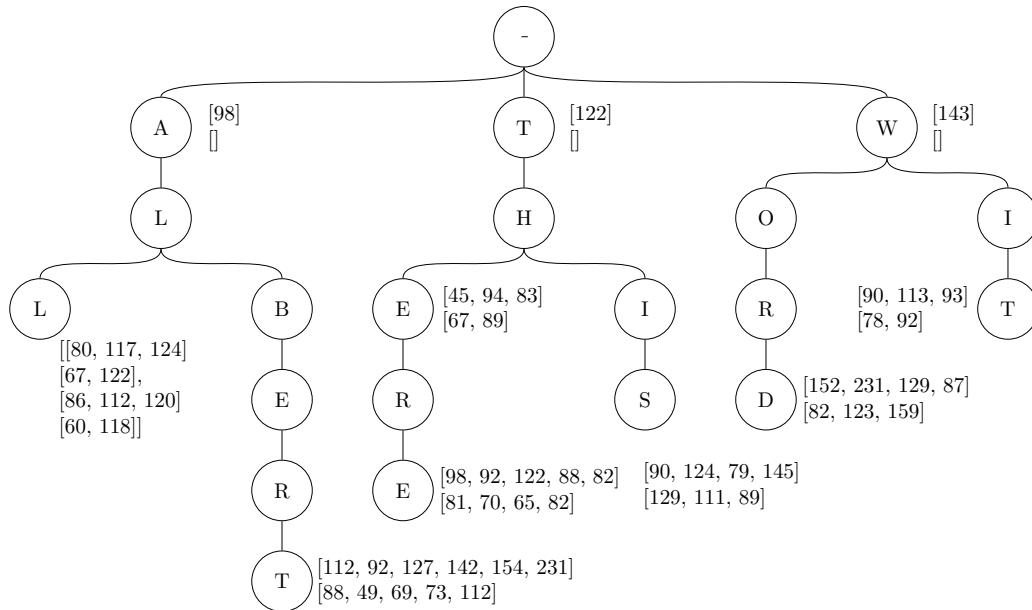 -
A
[98]
[]
T
[122]
[]
W
[143]
[]
L
H
O
I
L
B
E
[45, 94, 83]
[67, 89]
I
R
[90, 113, 93]
[78, 92]
T
[[80, 117, 124]
[67, 122],
[86, 112, 120]
[60, 118]]
E
R
S
D
[152, 231, 129, 87]
[82, 123, 159]
R
E
[98, 92, 122, 88, 82]
[81, 70, 65, 82]
[90, 124, 79, 145]
[129, 111, 89]
T
[112, 92, 127, 142, 154, 231]
[88, 49, 69, 73, 112]